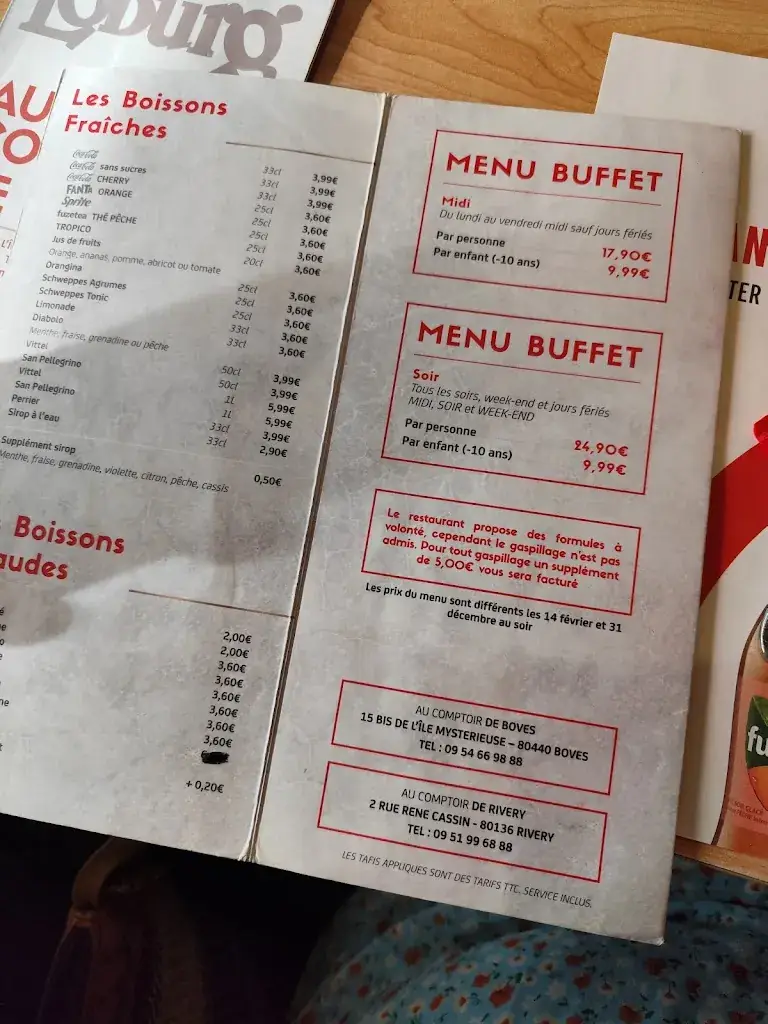 Loburg
AU
CO
E
Les Boissons
Fraîches
Coca-Cola 33cl 3,99€
Coca-Cola sans sucres 33cl 3,99€
Coca-Cola CHERRY 33cl 3,99€
FANTA ORANGE 25cl 3,60€
Sprite 25cl 3,60€
fuzetea THÉ PÊCHE 25cl 3,60€
TROPICO 25cl 3,60€
Jus de fruits 20cl 3,60€
Orange, ananas, pomme, abricot ou tomate
Orangina 25cl 3,60€
Schweppes Agrumes 25cl 3,60€
Schweppes Tonic 25cl 3,60€
Limonade 33cl 3,60€
Diabolo 33cl 3,60€
Menthe, fraise, grenadine ou pêche
Vittel 50cl 3,99€
San Pellegrino 50cl 3,99€
Vittel 1L 5,99€
San Pellegrino 1L 5,99€
Perrier 33cl 3,99€
Sirop à l'eau 33cl 2,90€
Supplément sirop 0,50€
Menthe, fraise, grenadine, violette, citron, pêche, cassis
Boissons
audes
2,00€
2,00€
3,60€
3,60€
3,60€
3,60€
3,60€
3,60€
+ 0,20€
MENU BUFFET
Midi
Du lundi au vendredi midi sauf jours fériés
Par personne 17,90€
Par enfant (-10 ans) 9,99€
MENU BUFFET
Soir
Tous les soirs, week-end et jours fériés
MIDI, SOIR et WEEK-END
Par personne 24,90€
Par enfant (-10 ans) 9,99€
Le restaurant propose des formules à
volonté, cependant le gaspillage n'est pas
admis. Pour tout gaspillage un supplément
de 5,00€ vous sera facturé
Les prix du menu sont différents les 14 février et 31
décembre au soir
AU COMPTOIR DE BOVES
15 BIS DE L'ÎLE MYSTERIEUSE – 80440 BOVES
TEL : 09 54 66 98 88
AU COMPTOIR DE RIVERY
2 RUE RENE CASSIN - 80136 RIVERY
TEL : 09 51 99 68 88
LES TAFIS APPLIQUES SONT DES TARIFS TTC, SERVICE INCLUS.
AN
TER
fu